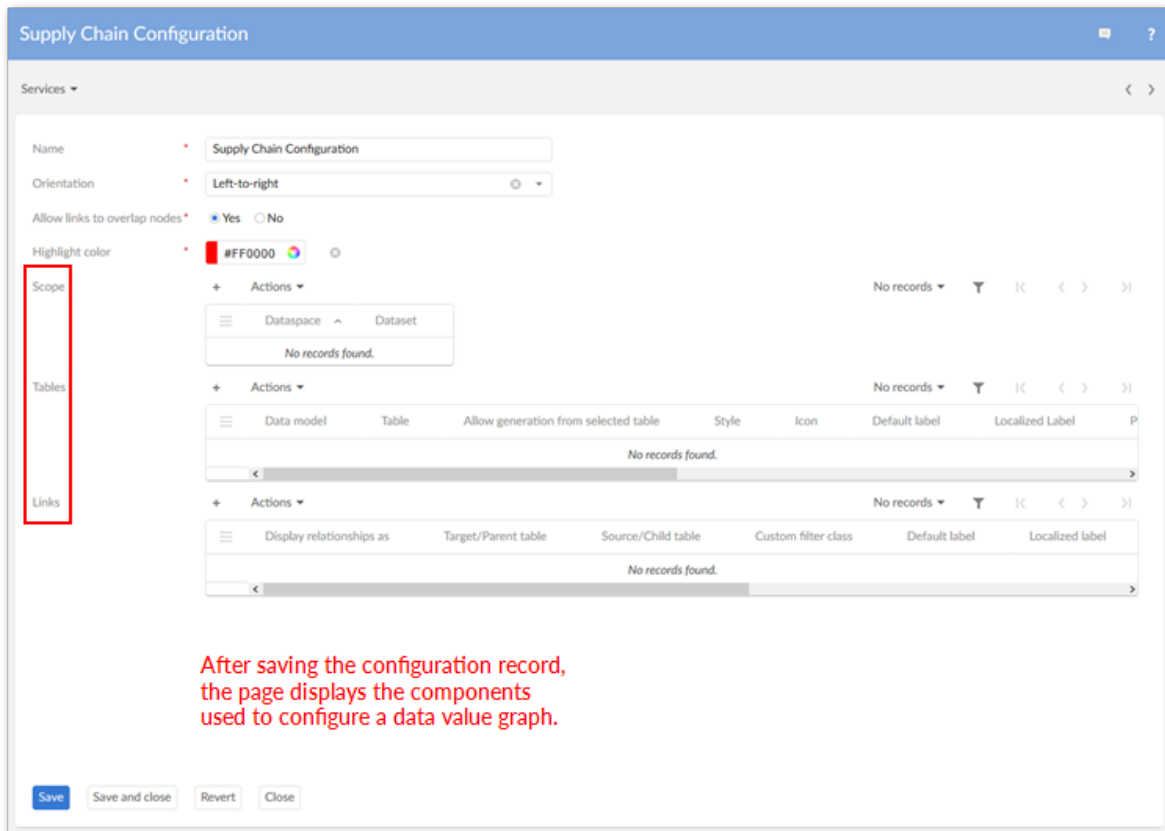 Supply Chain Configuration ?
Services
Name * Supply Chain Configuration
Orientation * Left-to-right
Allow links to overlap nodes * Yes No
Highlight color * #FF0000
Scope + Actions No records
Dataspace Dataset
No records found.
Tables + Actions No records
Data model Table Allow generation from selected table Style Icon Default label Localized Label P
No records found.
Links + Actions No records
Display relationships as Target/Parent table Source/Child table Custom filter class Default label Localized label
No records found.
After saving the configuration record,
the page displays the components
used to configure a data value graph.
Save Save and close Revert Close